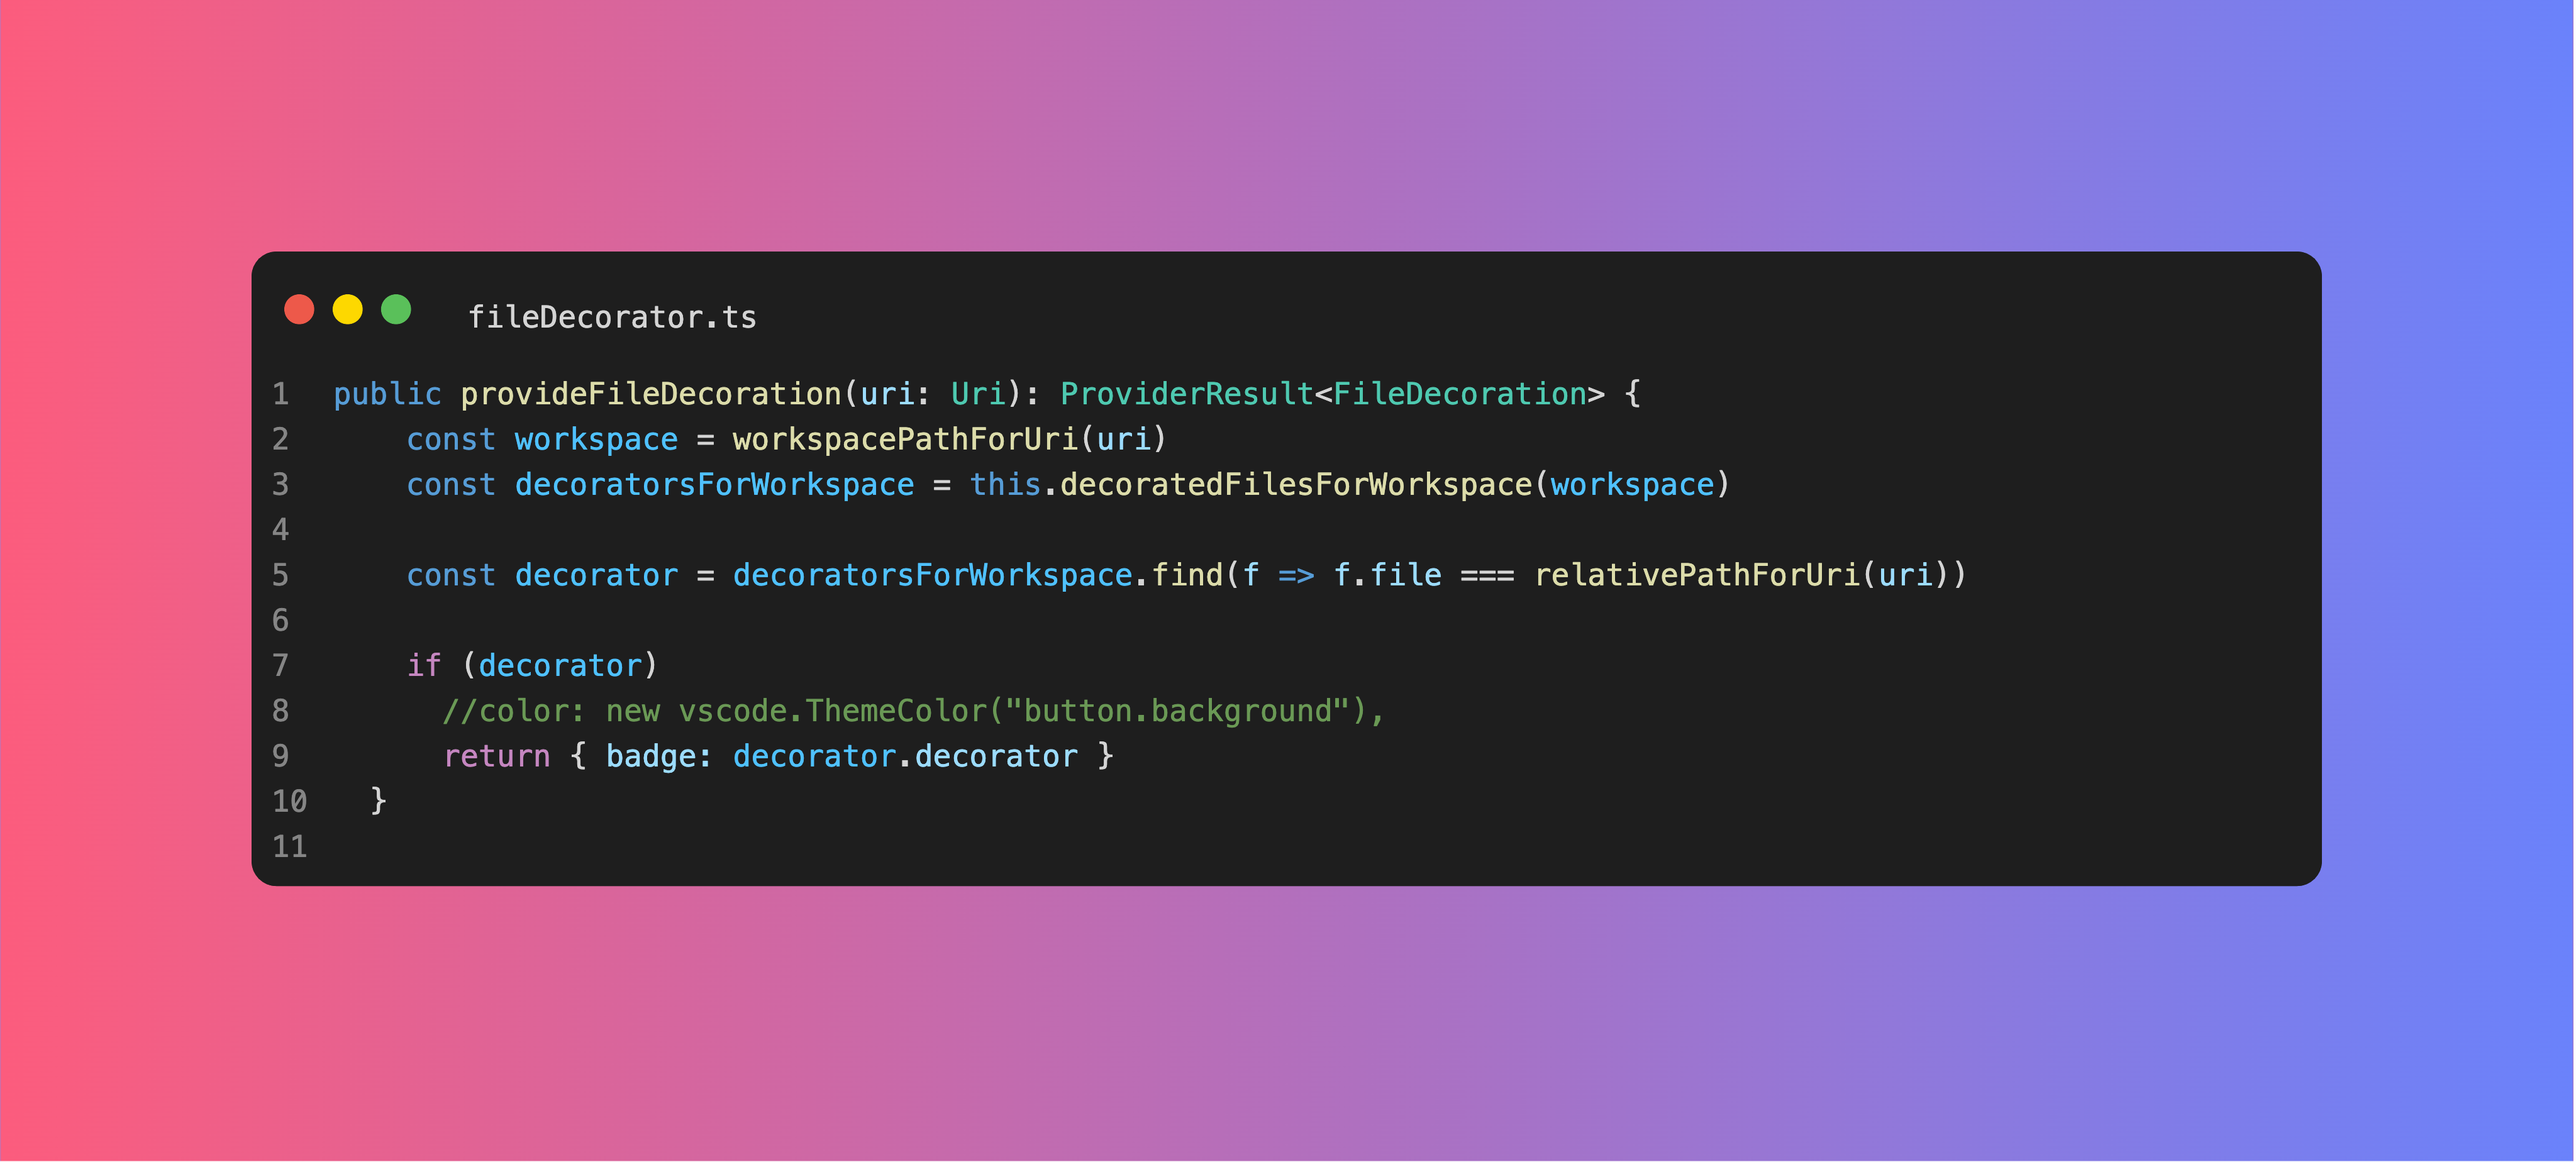 fileDecorator.ts
1 public provideFileDecoration(uri: Uri): ProviderResult<FileDecoration> {
2     const workspace = workspacePathForUri(uri)
3     const decoratorsForWorkspace = this.decoratedFilesForWorkspace(workspace)
4
5     const decorator = decoratorsForWorkspace.find(f => f.file === relativePathForUri(uri))
6
7     if (decorator)
8       //color: new vscode.ThemeColor("button.background"),
9       return { badge: decorator.decorator }
10   }
11